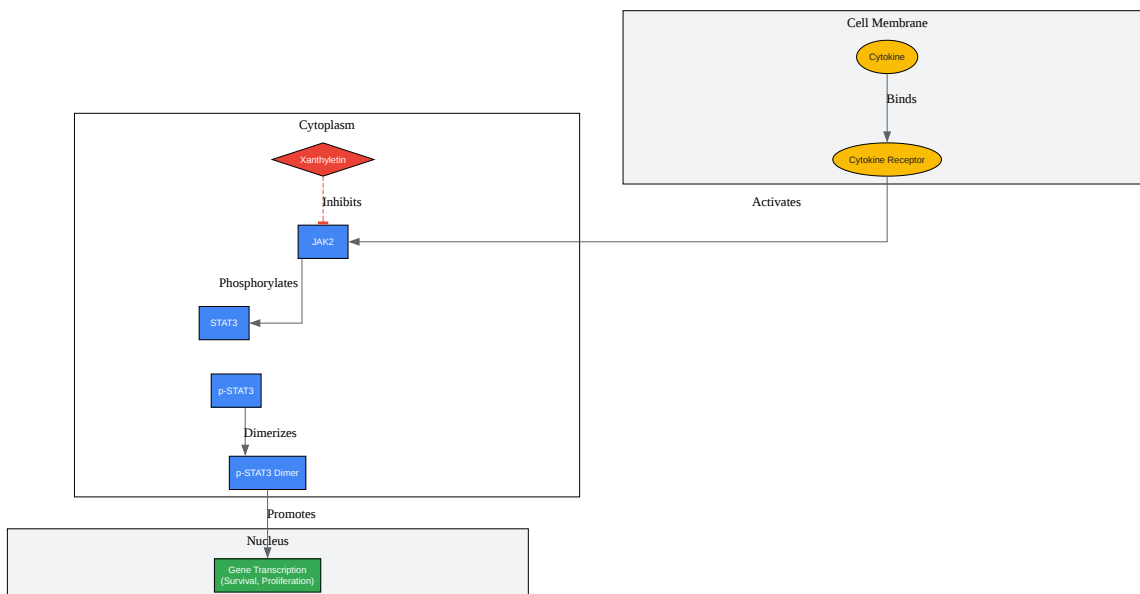 Cell Membrane
Cytokine
Binds
Cytokine Receptor
Activates
Cytoplasm
Xanthyletin
Inhibits
JAK2
Phosphorylates
STAT3
p-STAT3
Dimerizes
p-STAT3 Dimer
Promotes
Nucleus
Gene Transcription
(Survival, Proliferation)